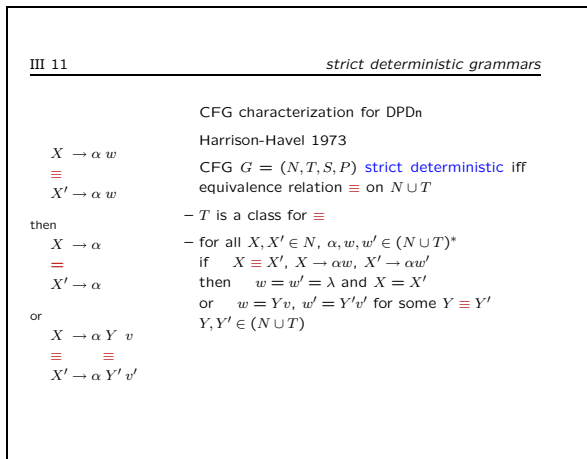 III 11 strict deterministic grammars
CFG characterization for DPDn
Harrison-Havel 1973
CFG G = (N, T, S, P) strict deterministic iff
equivalence relation ≡ on N ∪ T
– T is a class for ≡
– for all X, X′ ∈ N, α, w, w′ ∈ (N ∪ T)*
if X ≡ X′, X → αw, X′ → αw′
then w = w′ = λ and X = X′
or w = Y v, w′ = Y′v′ for some Y ≡ Y′
Y, Y′ ∈ (N ∪ T)
X → α w
≡
X′ → α w
then
X → α
=
X′ → α
or
X → α Y v
≡ ≡
X′ → α Y′ v′